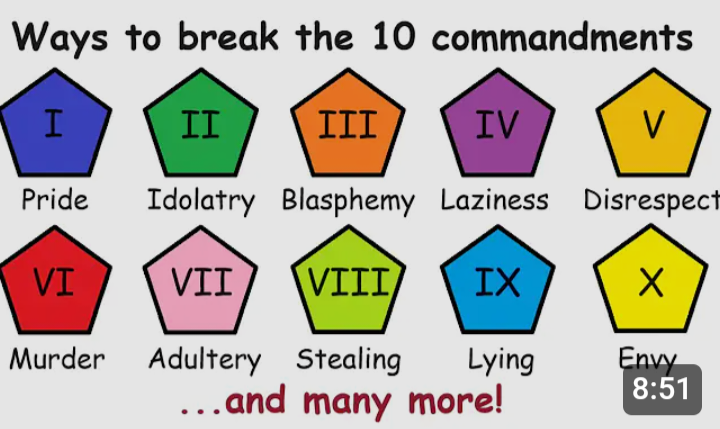 Ways to break the 10 commandments
I II III IV V
Pride Idolatry Blasphemy Laziness Disrespect
VI VII VIII IX X
Murder Adultery Stealing Lying Envy
8:51
...and many more!